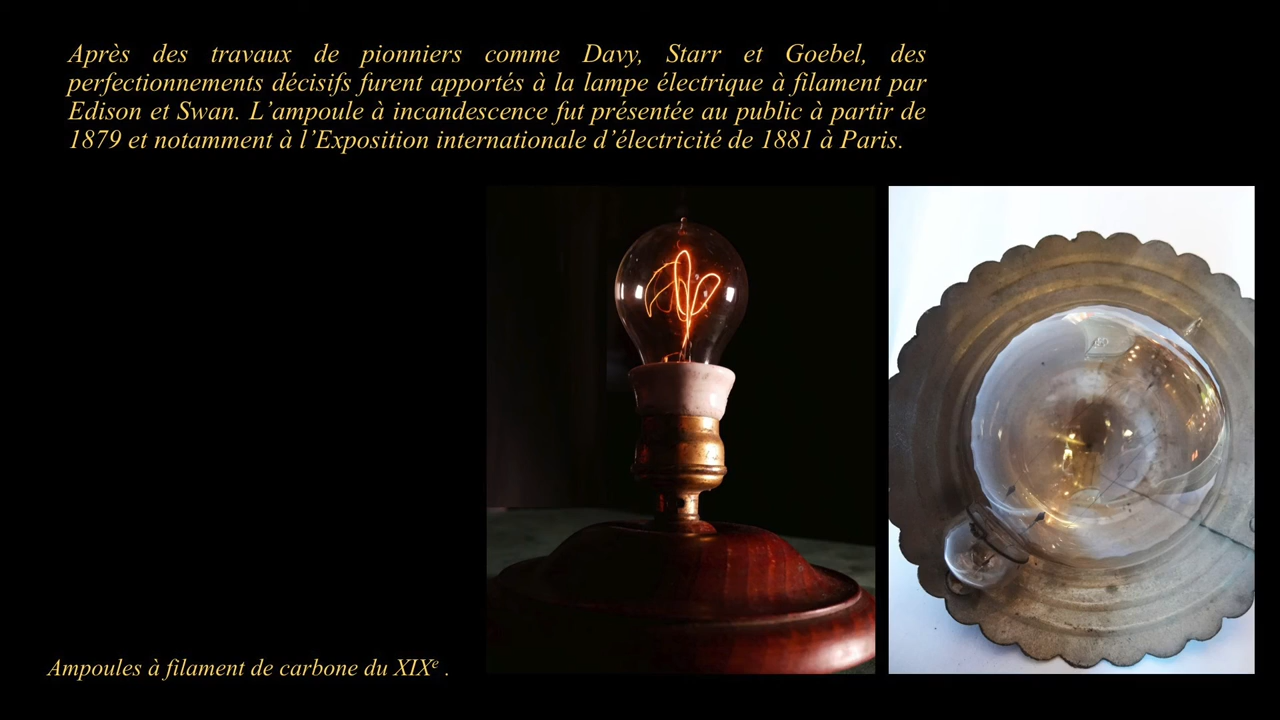 Après des travaux de pionniers comme Davy, Starr et Goebel, des
perfectionnements décisifs furent apportés à la lampe électrique à filament par
Edison et Swan. L’ampoule à incandescence fut présentée au public à partir de
1879 et notamment à l’Exposition internationale d’électricité de 1881 à Paris.
Ampoules à filament de carbone du XIXe .